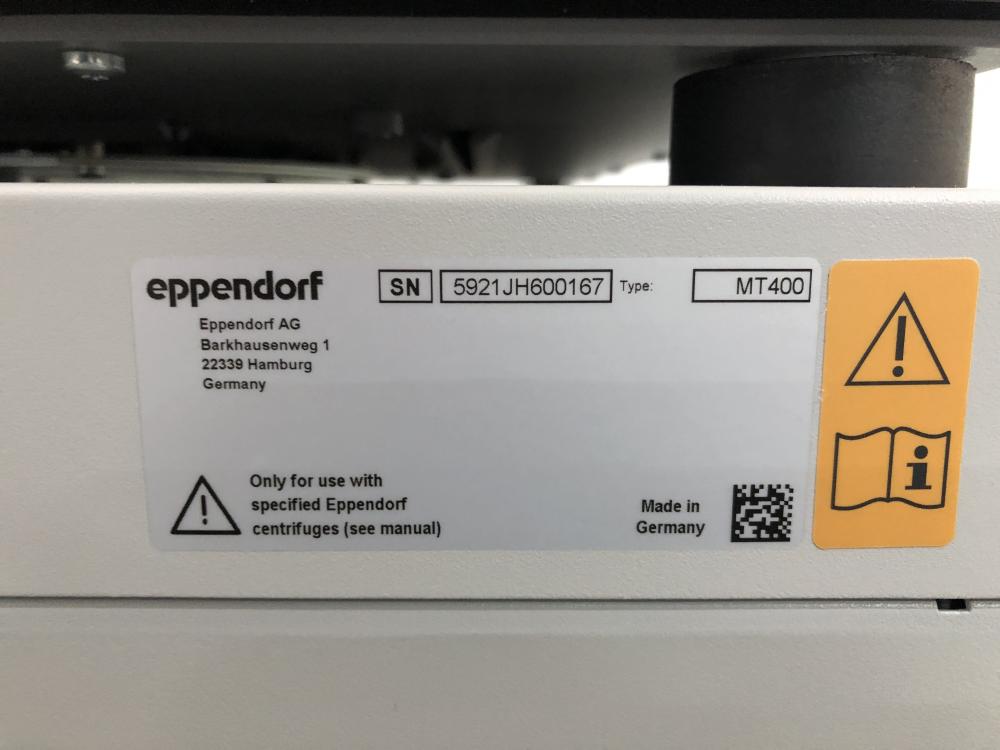 eppendorf
SN 5921JH600167 Type: MT400
Eppendorf AG
Barkhausenweg 1
22339 Hamburg
Germany
Only for use with
specified Eppendorf
centrifuges (see manual)
Made in
Germany